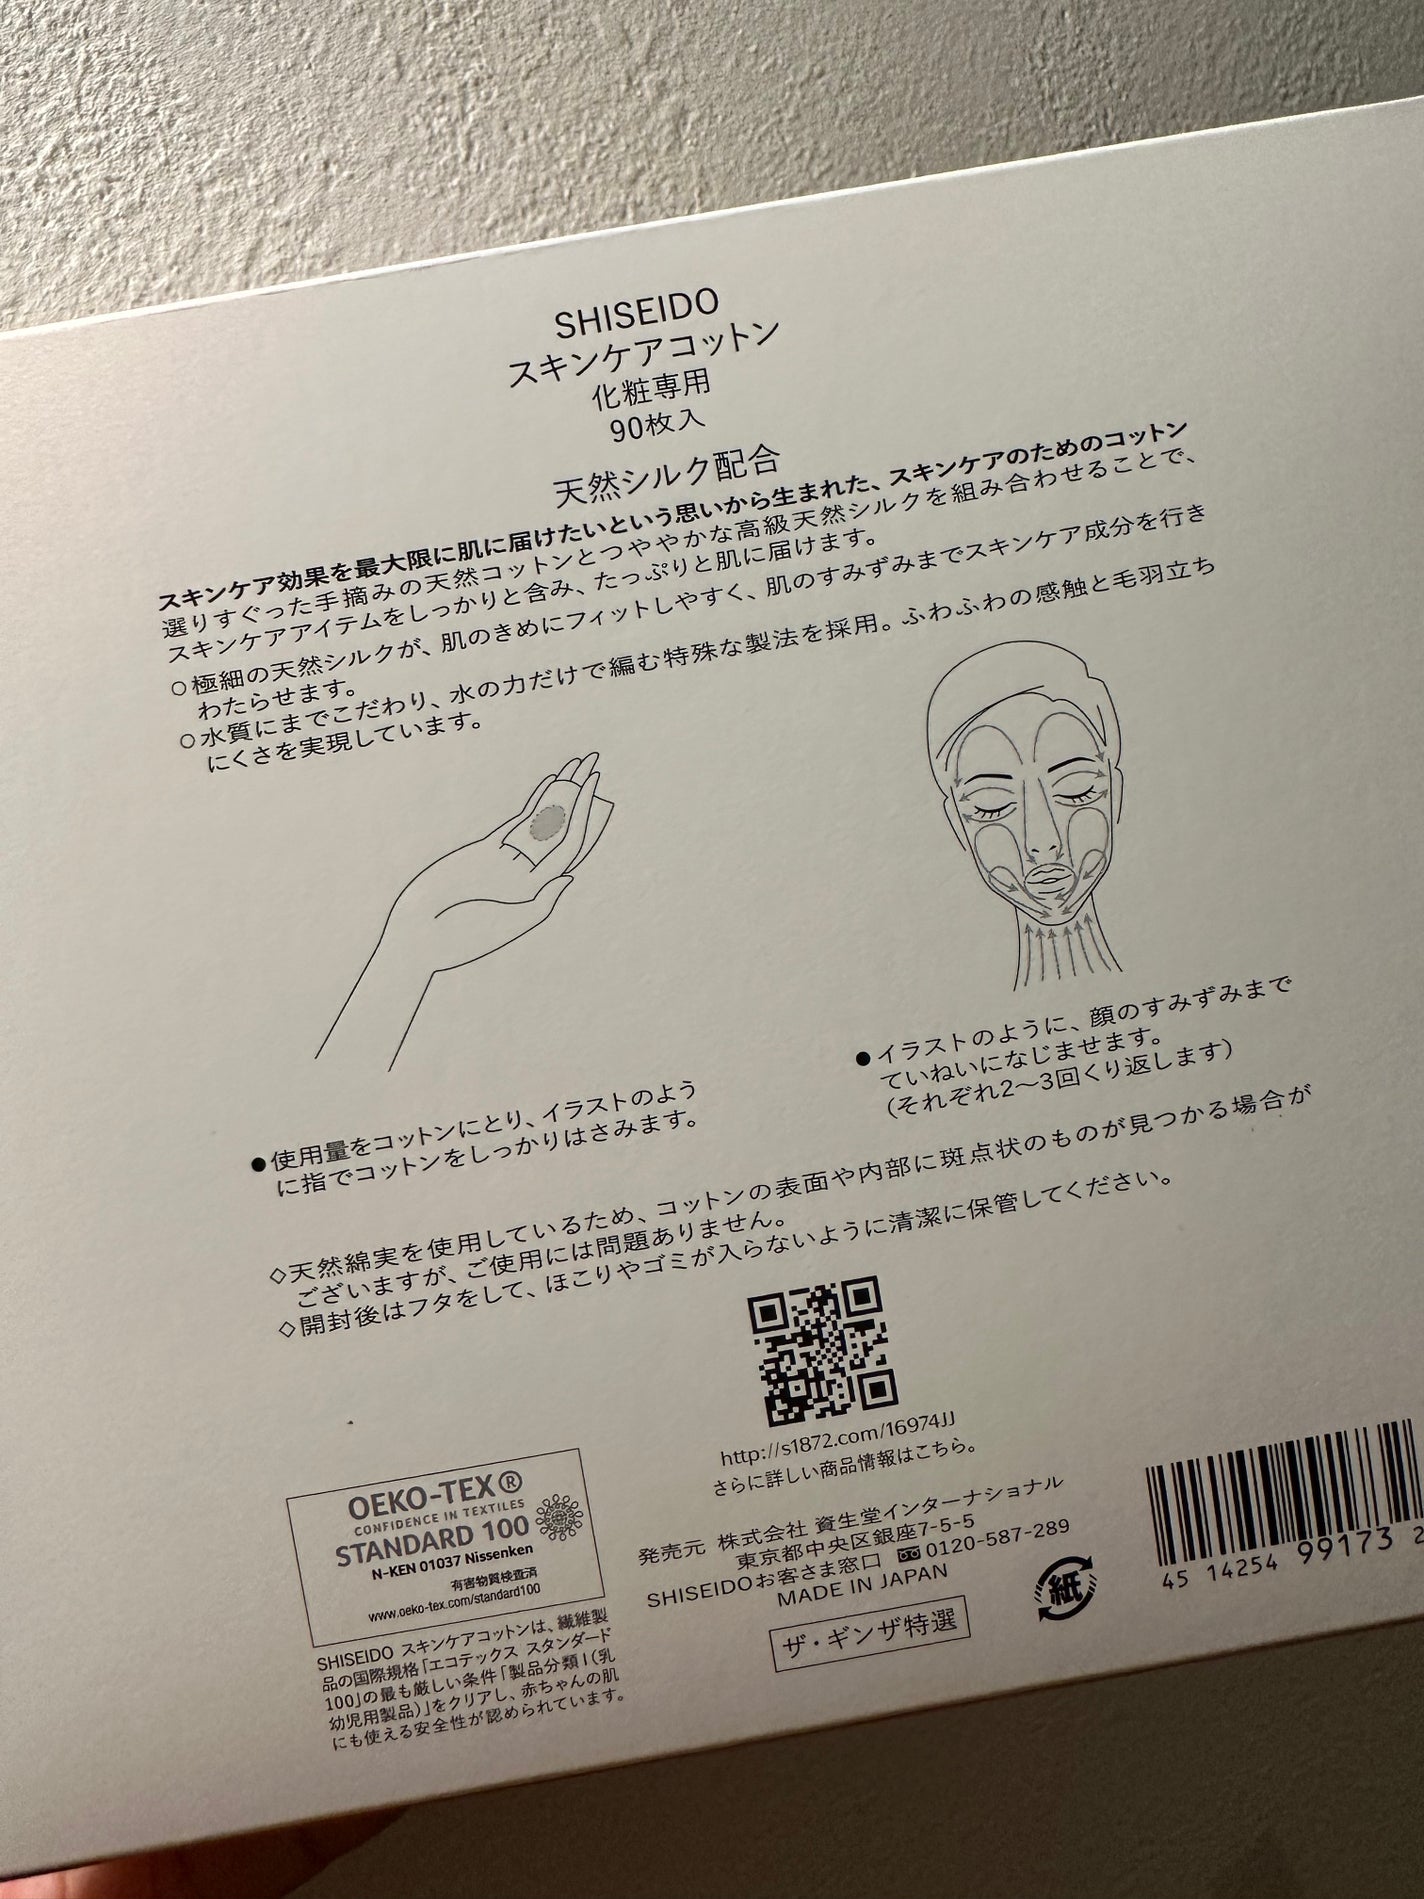 SHISEIDO
スキンケアコットン
化粧専用
90枚入
天然シルク配合
スキンケア効果を最大限に肌に届けたいという思いから生まれた、スキンケアのためのコットン
選りすぐった手摘みの天然コットンとつややかな高級天然シルクを組み合わせることで、
スキンケアアイテムをしっかりと含み、たっぷりと肌に届けます。
○極細の天然シルクが、肌のきめにフィットしやすく、肌のすみずみまでスキンケア成分を行き
わたらせます。
○水質にまでこだわり、水の力だけで編む特殊な製法を採用。ふわふわの感触と毛羽立ち
にくさを実現しています。
●使用量をコットンにとり、イラストのよう
に指でコットンをしっかりはさみます。
●イラストのように、顔のすみずみまで
ていねいになじませます。
（それぞれ2～3回くり返します）
◇天然綿実を使用しているため、コットンの表面や内部に斑点状のものが見つかる場合が
ございますが、ご使用には問題ありません。
◇開封後はフタをして、ほこりやゴミが入らないように清潔に保管してください。
http://s1872.com/16974JJ
さらに詳しい商品情報はこちら。
OEKO-TEX®
CONFIDENCE IN TEXTILES
STANDARD 100
N-KEN 01037 Nissenken
有害物質検査済
www.oeko-tex.com/standard100
SHISEIDO スキンケアコットンは、繊維製
品の国際規格「エコテックス スタンダード
100」の最も厳しい条件「製品分類Ⅰ（乳
幼児用製品）」をクリアし、赤ちゃんの肌
にも使える安全性が認められています。
発売元 株式会社 資生堂インターナショナル
東京都中央区銀座7-5-5
SHISEIDOお客さま窓口 0120-587-289
MADE IN JAPAN
ザ・ギンザ特選
紙
45 14254 99173 2